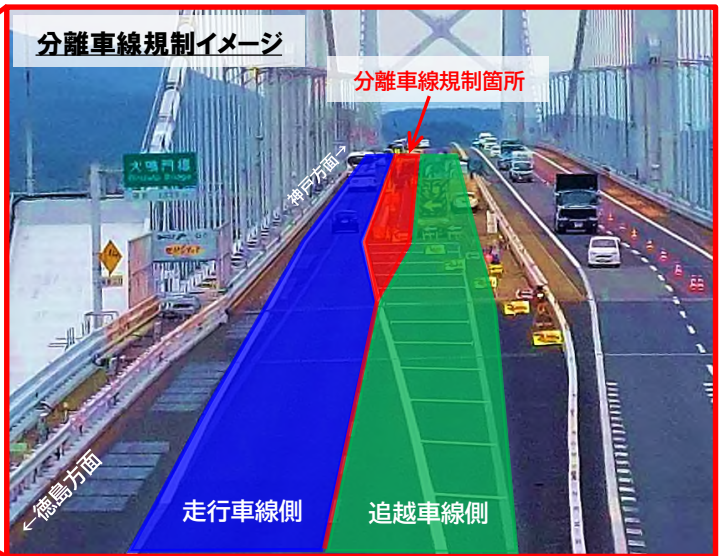 分離車線規制イメージ
分離車線規制箇所
神戸方面→
大鳴門橋
←徳島方面
走行車線側
追越車線側